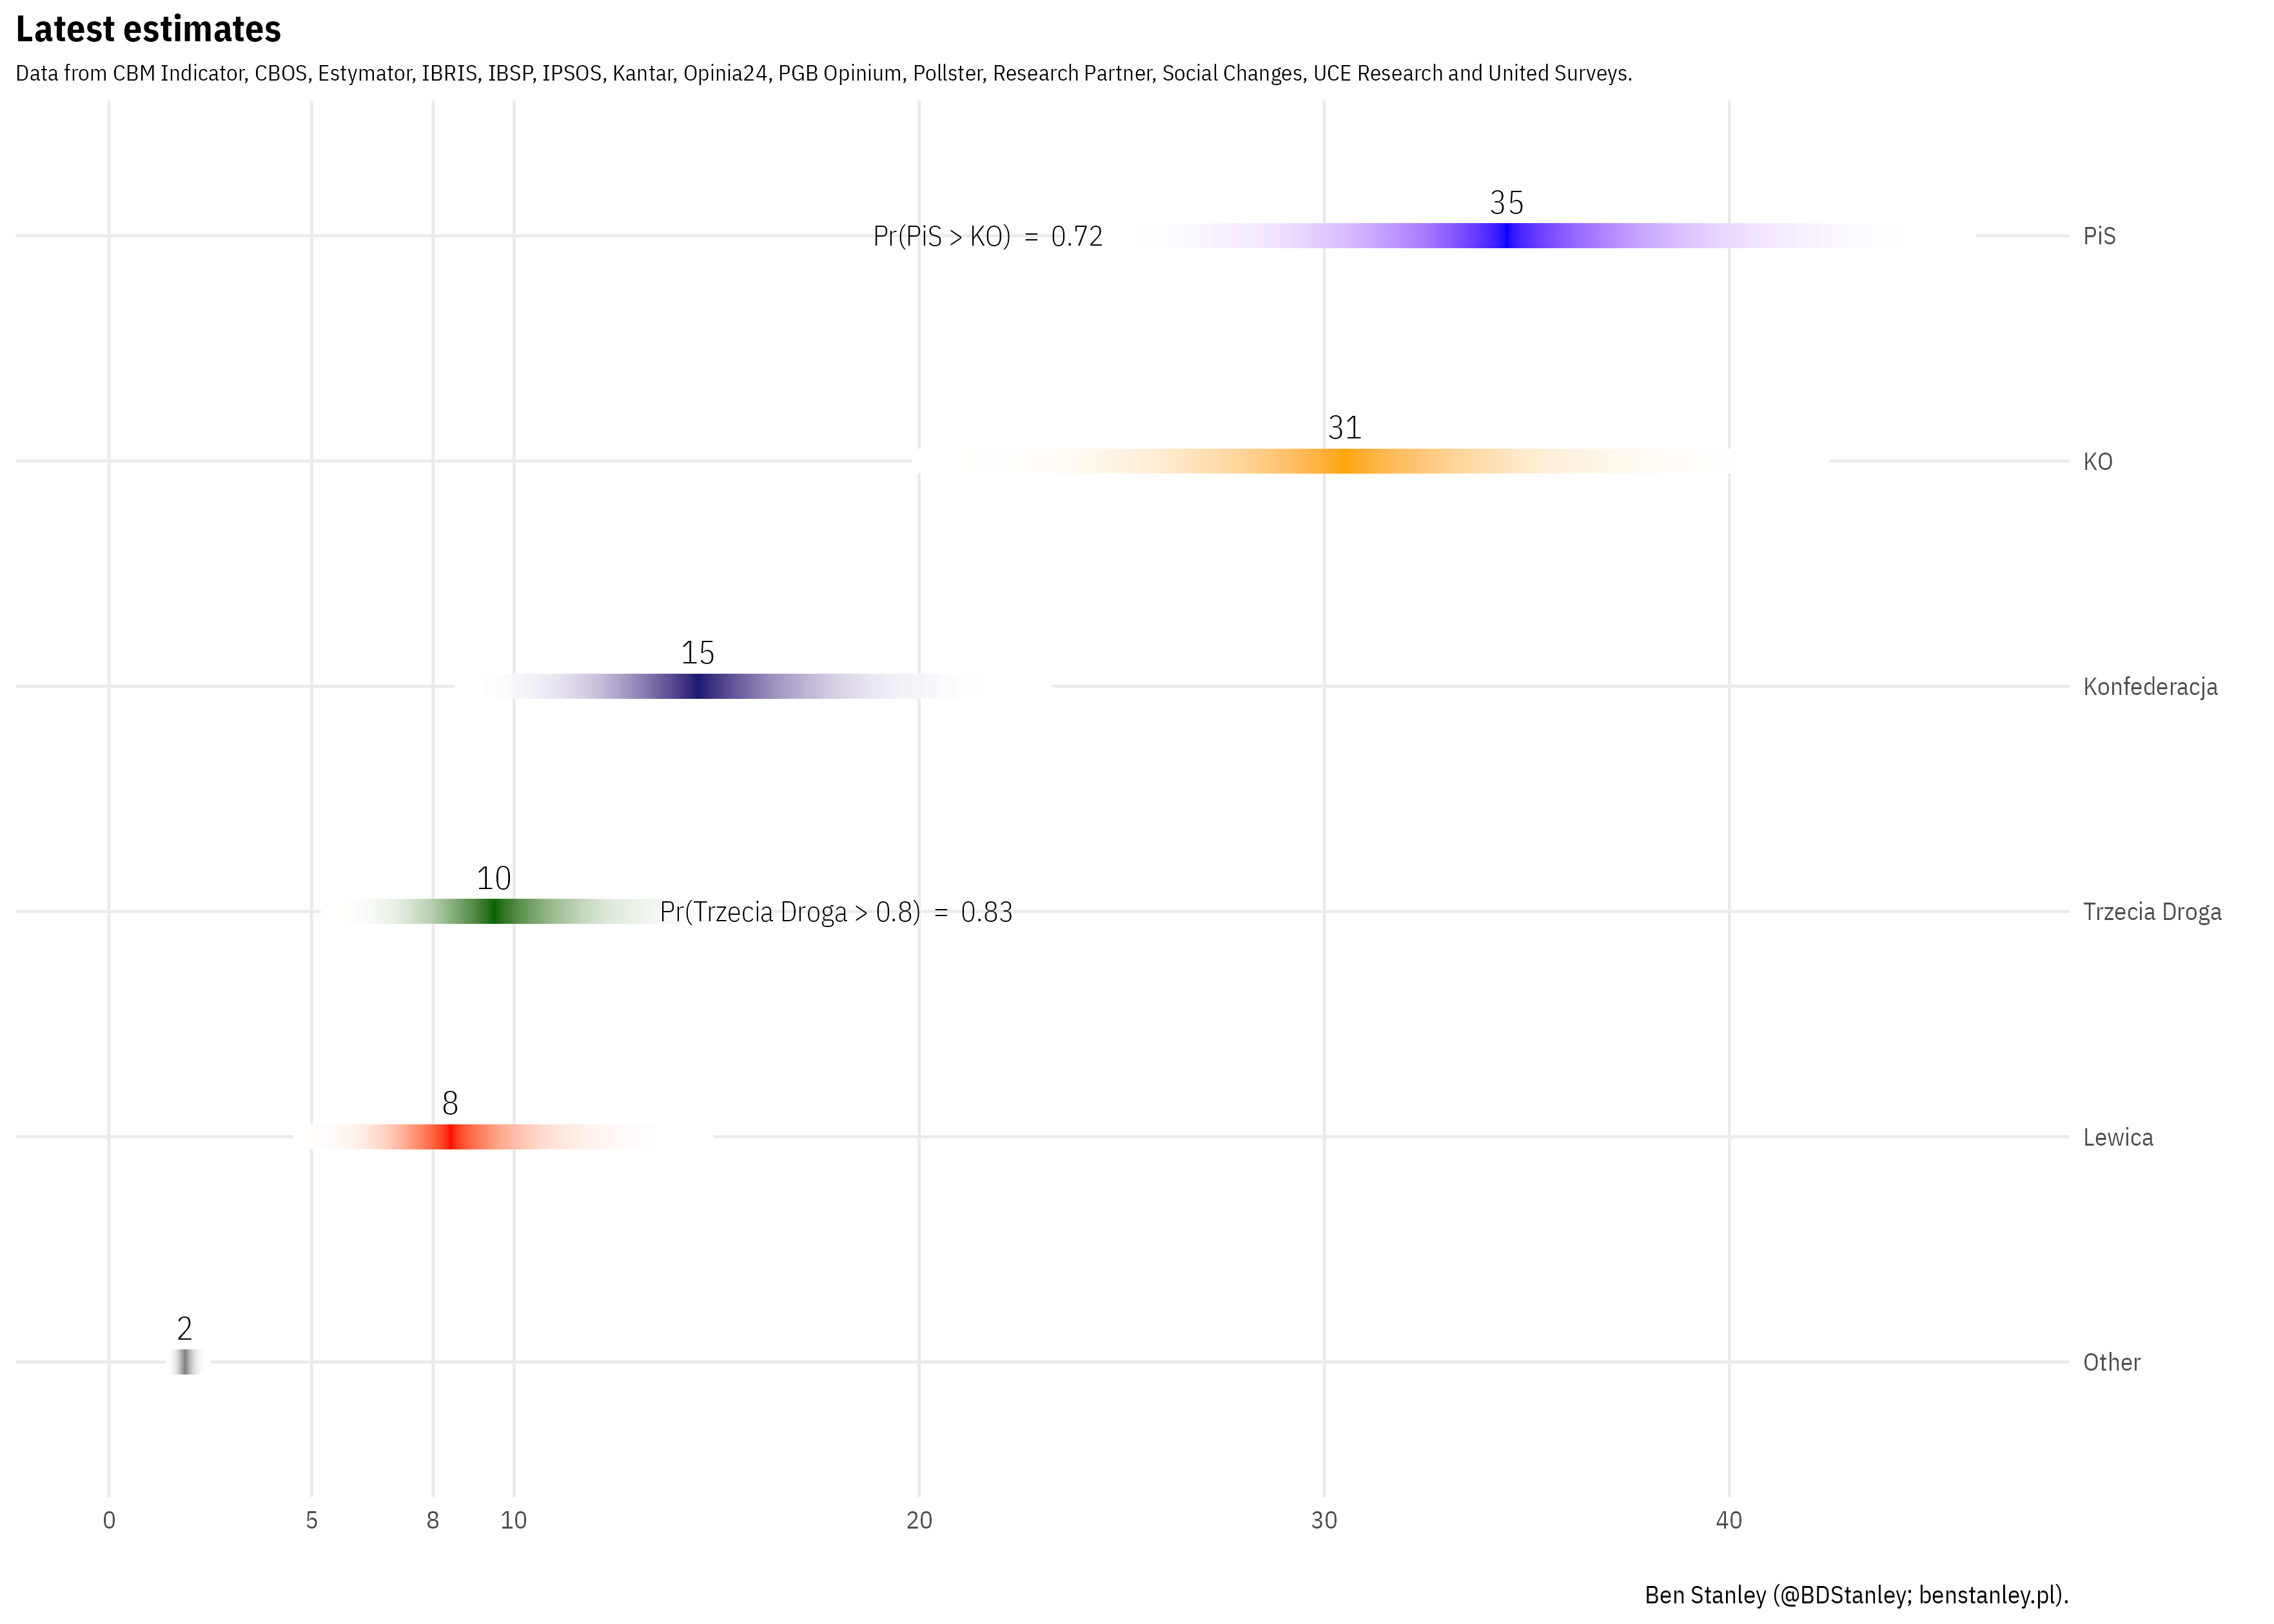 Latest estimates
Data from CBM Indicator, CBOS, Estymator, IBRIS, IBSP, IPSOS, Kantar, Opinia24, PGB Opinium, Pollster, Research Partner, Social Changes, UCE Research and United Surveys.
35
Pr(PiS > KO) = 0.72
PiS
31
KO
15
Konfederacja
10
Pr(Trzecia Droga > 0.8) = 0.83
Trzecia Droga
8
Lewica
2
Other
0 5 8 10 20 30 40
Ben Stanley (@BDStanley; benstanley.pl).